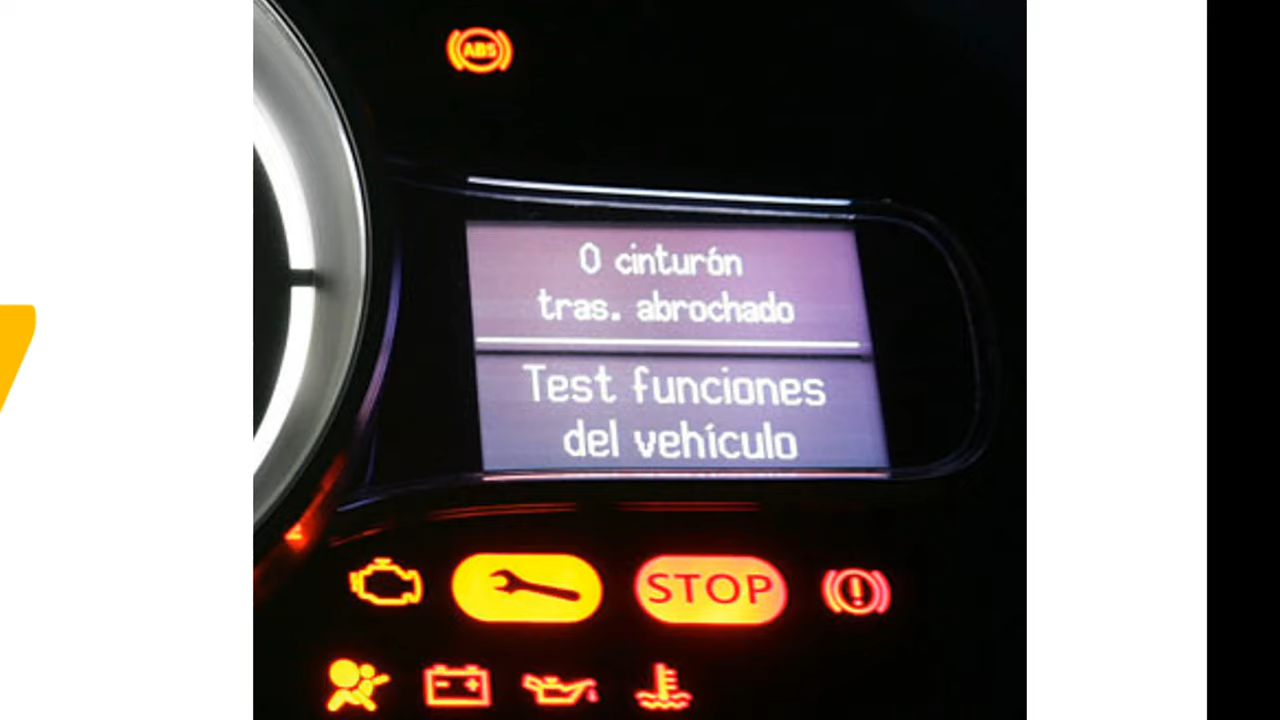 ABS
0 cinturón
tras. abrochado
Test funciones
del vehículo
STOP